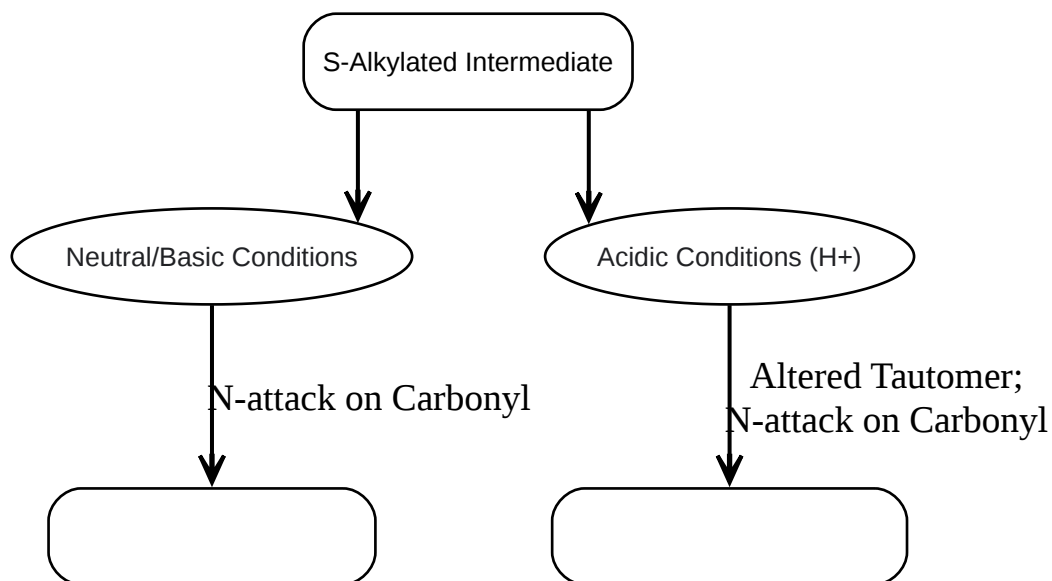 S-Alkylated Intermediate
Neutral/Basic Conditions
Acidic Conditions (H+)
N-attack on Carbonyl
Altered Tautomer;
N-attack on Carbonyl